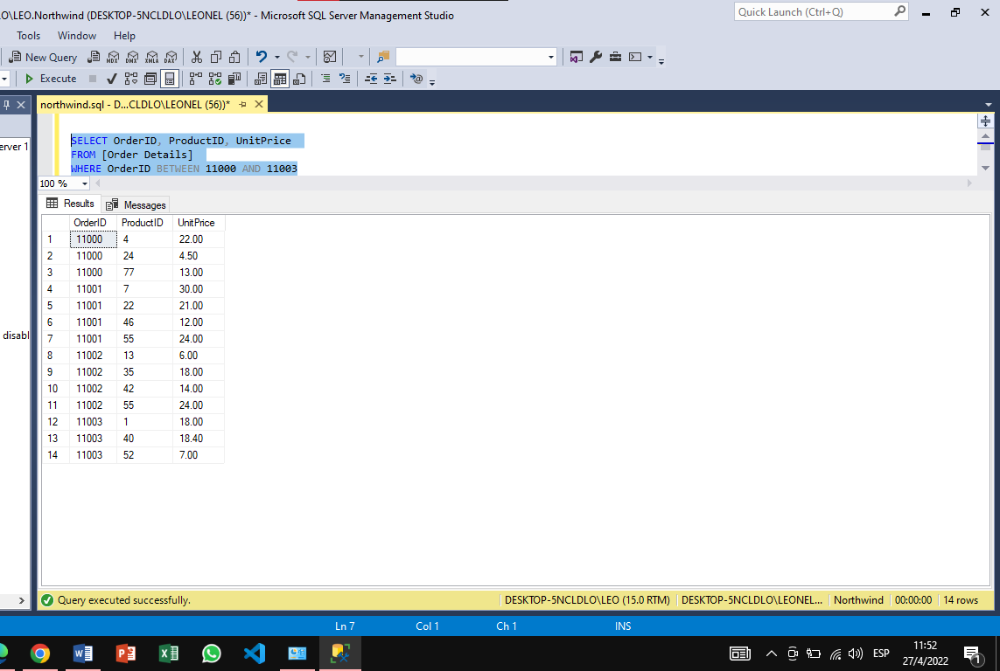 O\LEO.Northwind (DESKTOP-5NCLDLO\LEONEL (56))* - Microsoft SQL Server Management Studio
Quick Launch (Ctrl+Q)
Tools Window Help
New Query MDX DMX XMLA DAX
Execute
northwind.sql - D...CLDLO\LEONEL (56))*
erver 1
SELECT OrderID, ProductID, UnitPrice
FROM [Order Details]
WHERE OrderID BETWEEN 11000 AND 11003
100 %
Results Messages
OrderID ProductID UnitPrice
1 11000 4 22.00
2 11000 24 4.50
3 11000 77 13.00
4 11001 7 30.00
5 11001 22 21.00
6 11001 46 12.00
7 11001 55 24.00
disabl
8 11002 13 6.00
9 11002 35 18.00
10 11002 42 14.00
11 11002 55 24.00
12 11003 1 18.00
13 11003 40 18.40
14 11003 52 7.00
Query executed successfully. DESKTOP-5NCLDLO\LEO (15.0 RTM) DESKTOP-5NCLDLO\LEONEL... Northwind 00:00:00 14 rows
Ln 7 Col 1 Ch 1 INS
ESP
11:52
27/4/2022
1